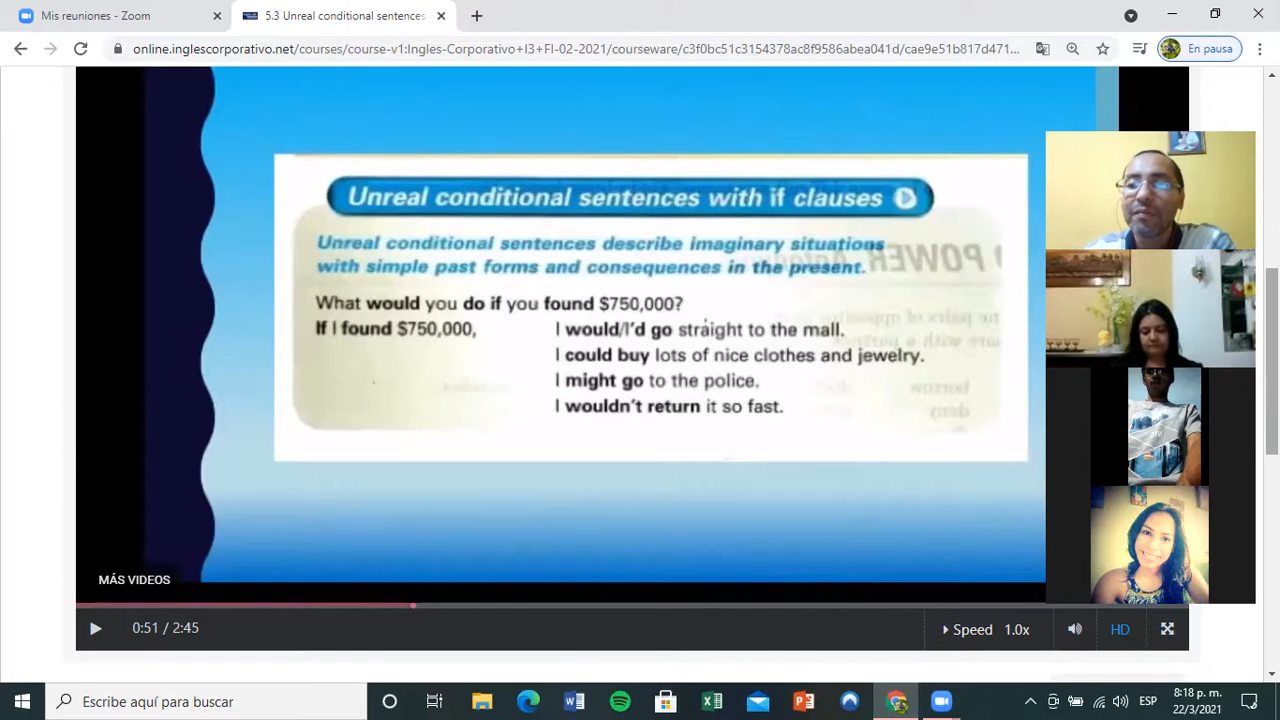 Mis reuniones - Zoom
5.3 Unreal conditional sentences
online.inglescorporativo.net/courses/course-v1:Ingles-Corporativo+I3+FI-02-2021/courseware/c3f0bc51c3154378ac8f9586abea041d/cae9e51b817d471...
En pausa
Unreal conditional sentences with if clauses
Unreal conditional sentences describe imaginary situations
with simple past forms and consequences in the present.
What would you do if you found $750,000?
If I found $750,000, I would/I'd go straight to the mall.
I could buy lots of nice clothes and jewelry.
I might go to the police.
I wouldn't return it so fast.
MÁS VIDEOS
0:51 / 2:45
Speed 1.0x
HD
Escribe aquí para buscar
ESP
8:18 p. m.
22/3/2021